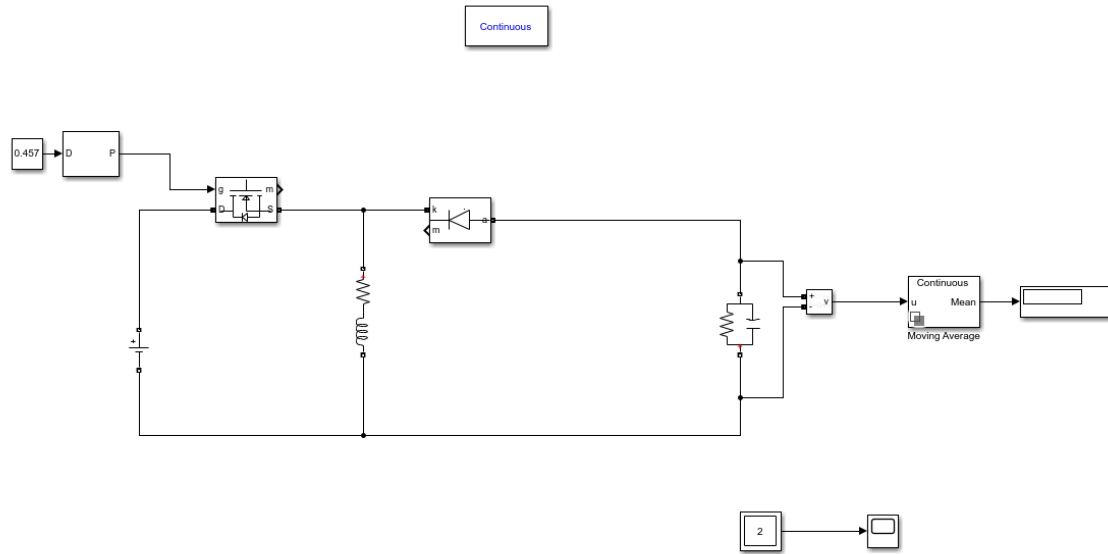 Continuous
0.457
D P
g m
D S
k
m a
+
+
- v
Continuous
u Mean
Moving Average
2